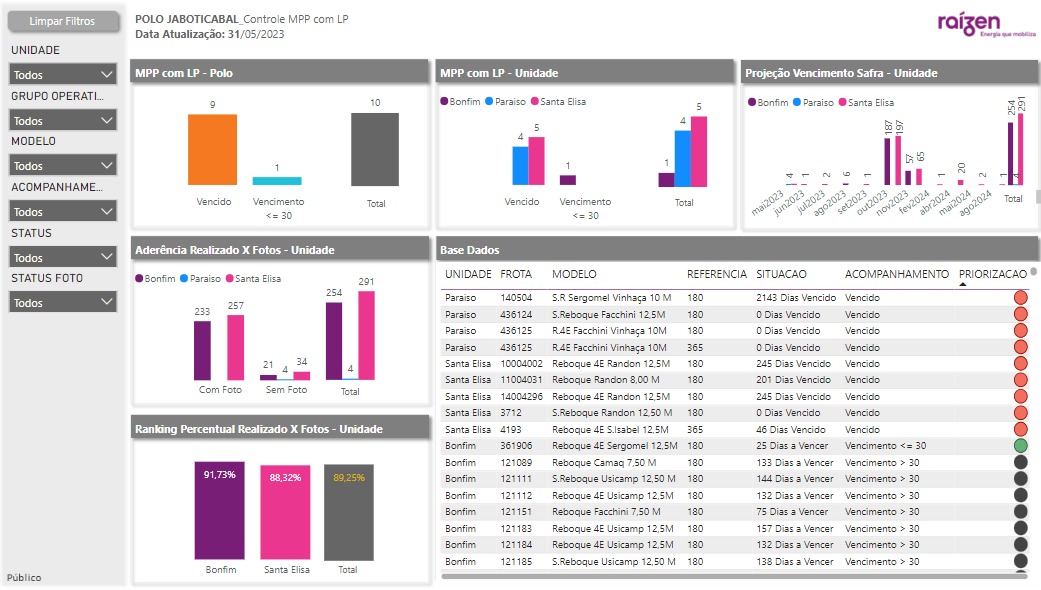 Limpar Filtros
UNIDADE
Todos
GRUPO OPERATI...
Todos
MODELO
Todos
ACOMPANHAME...
Todos
STATUS
Todos
STATUS FOTO
Todos
Público
POLO JABOTICABAL_Controle MPP com LP
Data Atualização: 31/05/2023
raízen
Energia que mobiliza
MPP com LP - Polo
9
1
10
Vencido
Vencimento
<= 30
Total
MPP com LP - Unidade
Bonfim Paraiso Santa Elisa
4
5
1
1
4
5
Vencido
Vencimento
<= 30
Total
Projeção Vencimento Safra - Unidade
Bonfim Paraiso Santa Elisa
4
1
2
6
1
187
197
57
65
1
20
2
1
254
4
291
mai2023
jun2023
jul2023
ago2023
set2023
out2023
nov2023
fev2024
abr2024
mai2024
ago2024
Total
Aderência Realizado X Fotos - Unidade
Bonfim Paraiso Santa Elisa
233
257
21
4
34
254
4
291
Com Foto
Sem Foto
Total
Ranking Percentual Realizado X Fotos - Unidade
91,73%
88,32%
89,25%
Bonfim
Santa Elisa
Total
Base Dados
UNIDADE FROTA MODELO REFERENCIA SITUACAO ACOMPANHAMENTO PRIORIZACAO
Paraiso 140504 S.R Sergomel Vinhaça 10 M 180 2143 Dias Vencido Vencido
Paraiso 436124 S.Reboque Facchini 12,5M 180 0 Dias Vencido Vencido
Paraiso 436125 R.4E Facchini Vinhaça 10M 180 0 Dias Vencido Vencido
Paraiso 436125 R.4E Facchini Vinhaça 10M 365 0 Dias Vencido Vencido
Santa Elisa 10004002 Reboque 4E Randon 12,5M 180 245 Dias Vencido Vencido
Santa Elisa 11004031 Reboque Randon 8,00 M 180 201 Dias Vencido Vencido
Santa Elisa 14004296 Reboque 4E Randon 12,5M 180 245 Dias Vencido Vencido
Santa Elisa 3712 S.Reboque Randon 12,50 M 180 0 Dias Vencido Vencido
Santa Elisa 4193 Reboque 4E S.Isabel 12,5M 365 46 Dias Vencido Vencido
Bonfim 361906 Reboque 4E Sergomel 12,5M 180 25 Dias a Vencer Vencimento <= 30
Bonfim 121089 Reboque Camaq 7,50 M 180 133 Dias a Vencer Vencimento > 30
Bonfim 121111 S.Reboque Usicamp 12,50 M 180 144 Dias a Vencer Vencimento > 30
Bonfim 121112 Reboque 4E Usicamp 12,5M 180 132 Dias a Vencer Vencimento > 30
Bonfim 121151 Reboque Facchini 7,50 M 180 75 Dias a Vencer Vencimento > 30
Bonfim 121183 Reboque 4E Usicamp 12,5M 180 157 Dias a Vencer Vencimento > 30
Bonfim 121184 Reboque 4E Usicamp 12,5M 180 132 Dias a Vencer Vencimento > 30
Bonfim 121185 S.Reboque Usicamp 12,50 M 180 138 Dias a Vencer Vencimento > 30